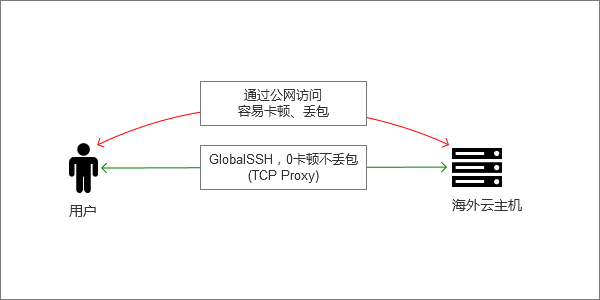 通过公网访问
容易卡顿、丢包
GlobalSSH，0卡顿不丢包
(TCP Proxy)
用户
海外云主机